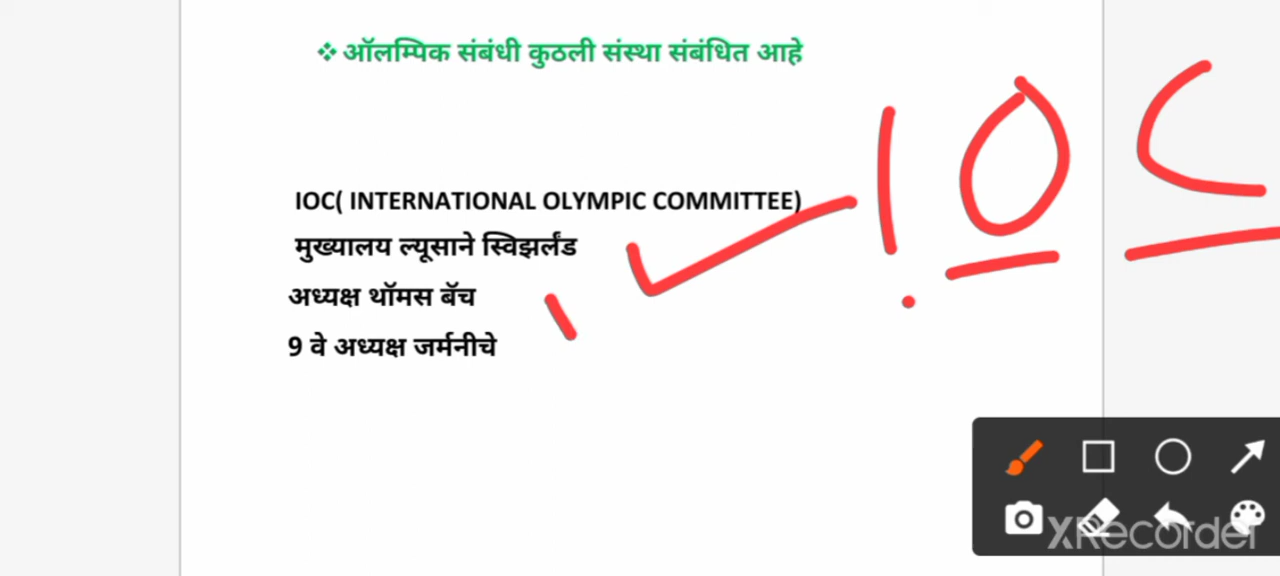 ❖ ऑलम्पिक संबंधी कुठली संस्था संबंधित आहे
IOC( INTERNATIONAL OLYMPIC COMMITTEE)
मुख्यालय ल्यूसाने स्विझर्लंड
अध्यक्ष थॉमस बॅच
9 वे अध्यक्ष जर्मनीचे
IOC
XRecorder